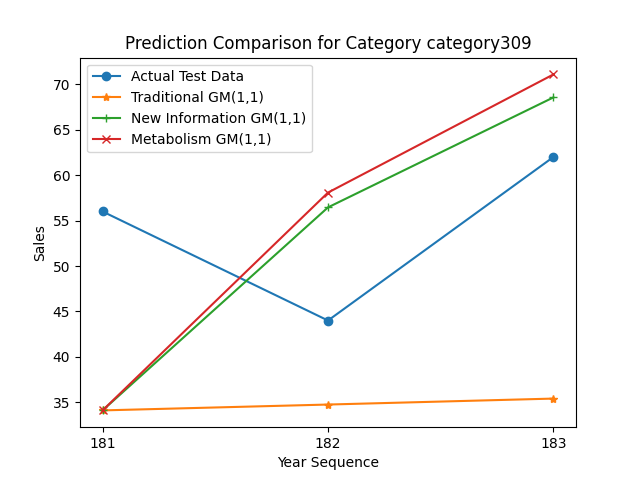 Prediction Comparison for Category category309
Actual Test Data
Traditional GM(1,1)
New Information GM(1,1)
Metabolism GM(1,1)
70
65
60
55
50
45
40
35
Sales
181
182
183
Year Sequence